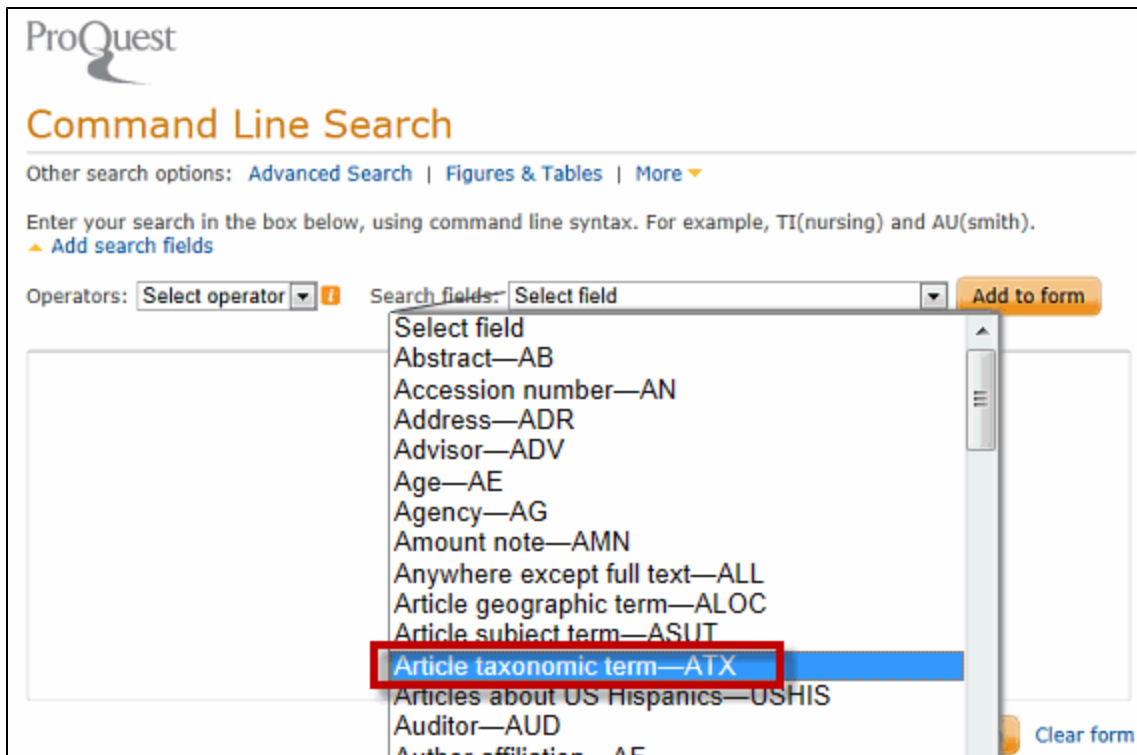 ProQuest
Command Line Search
Other search options: Advanced Search | Figures & Tables | More
Enter your search in the box below, using command line syntax. For example, TI(nursing) and AU(smith).
Add search fields
Operators: Select operator i Search fields: Select field Add to form
Select field
Abstract—AB
Accession number—AN
Address—ADR
Advisor—ADV
Age—AE
Agency—AG
Amount note—AMN
Anywhere except full text—ALL
Article geographic term—ALOC
Article subject term—ASUT
Article taxonomic term—ATX
Articles about US Hispanics—USHIS
Auditor—AUD
Author affiliation—AF
Clear form